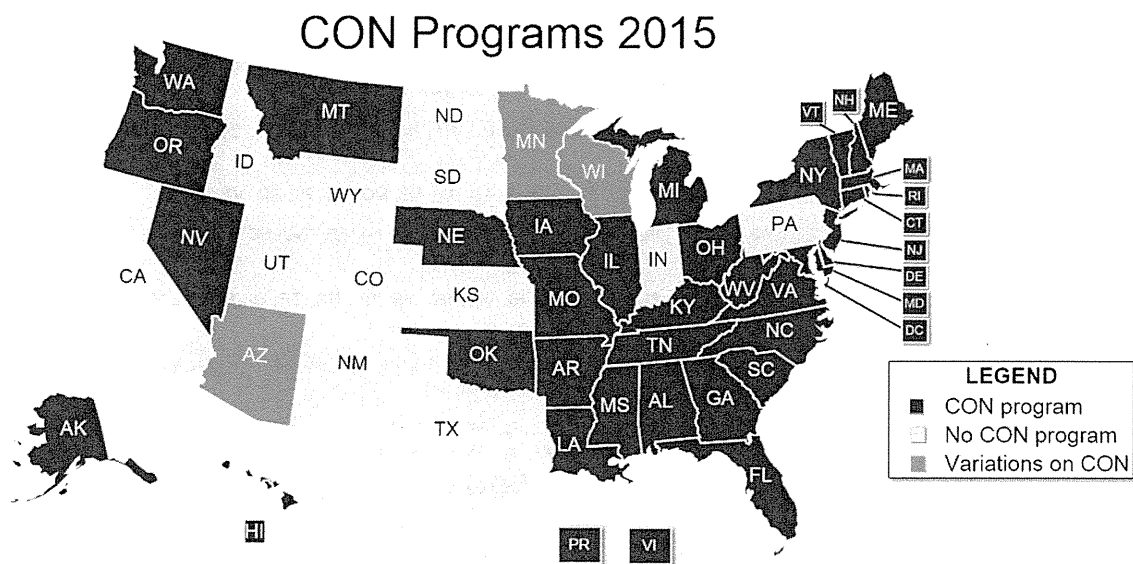 CON Programs 2015
WA
MT
ND
MN
VT
NH
ME
OR
ID
SD
WI
NY
MA
WY
MI
RI
CT
NV
NE
IA
PA
NJ
CA
UT
CO
IL
IN
OH
DE
KS
MO
WV
VA
MD
KY
DC
AZ
NM
OK
AR
TN
NC
SC
TX
MS
AL
GA
LA
FL
AK
HI
PR
VI
LEGEND
CON program
No CON program
Variations on CON